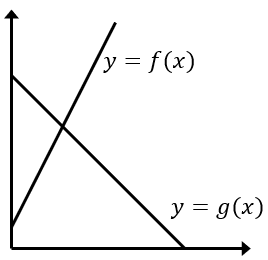 y = f(x)
y = g(x)